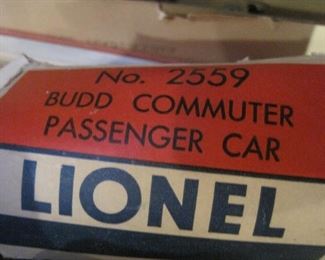 No. 2559
BUDD COMMUTER
PASSENGER CAR
LIONEL